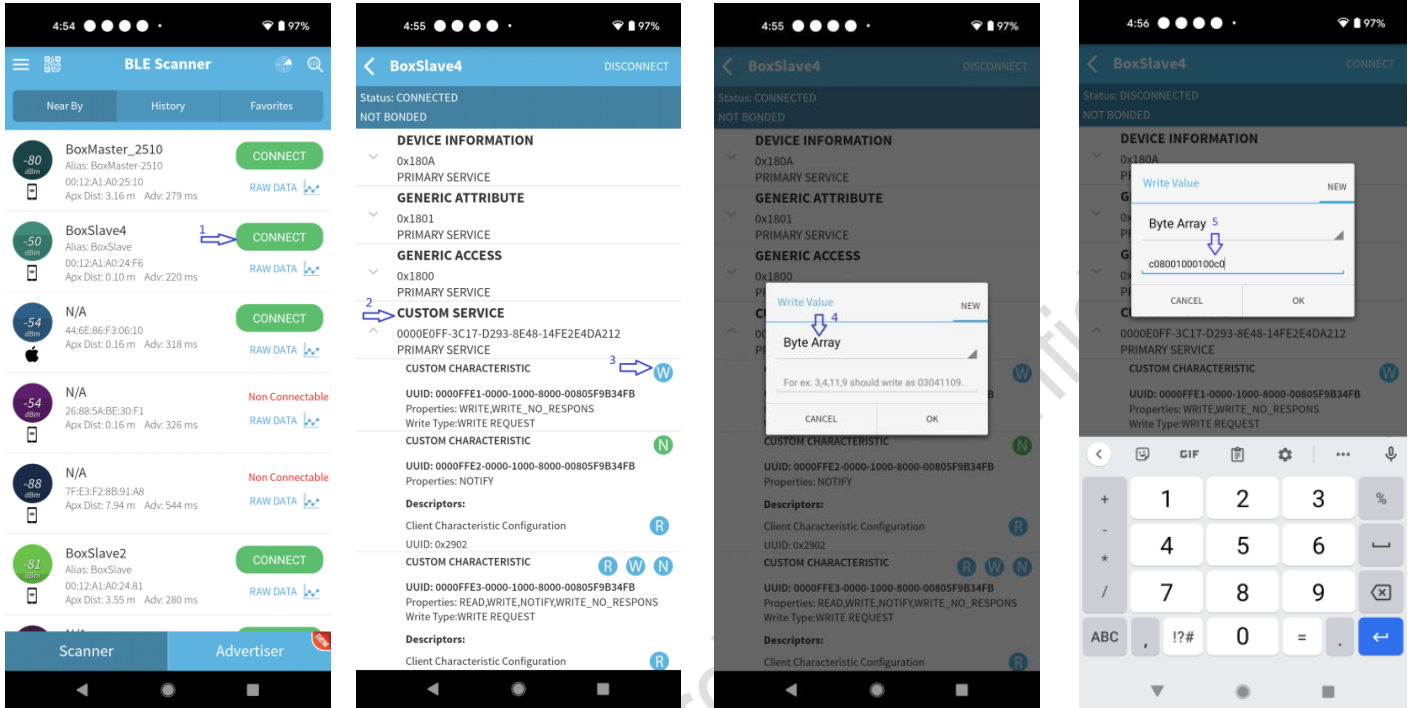 4:54
97%
BLE Scanner
Near By
History
Favorites
-80
dBm
BoxMaster_2510
Alias: BoxMaster-2510
00:12:A1:A0:25:10
Apx Dist: 3.16 m Adv: 279 ms
CONNECT
RAW DATA
-50
dBm
BoxSlave4
Alias: BoxSlave
00:12:A1:A0:24:F6
Apx Dist: 0.10 m Adv: 220 ms
1
CONNECT
RAW DATA
-54
dBm
N/A
44:6E:86:F3:06:10
Apx Dist: 0.16 m Adv: 318 ms
CONNECT
RAW DATA
-54
dBm
N/A
26:88:5A:BE:30:F1
Apx Dist: 0.16 m Adv: 326 ms
Non Connectable
RAW DATA
-88
dBm
N/A
7F:E3:F2:8B:91:A8
Apx Dist: 7.94 m Adv: 544 ms
Non Connectable
RAW DATA
-81
dBm
BoxSlave2
Alias: BoxSlave
00:12:A1:A0:24:81
Apx Dist: 3.55 m Adv: 280 ms
CONNECT
RAW DATA
Scanner
Advertiser
new
4:55
97%
BoxSlave4
DISCONNECT
Status: CONNECTED
NOT BONDED
DEVICE INFORMATION
0x180A
PRIMARY SERVICE
GENERIC ATTRIBUTE
0x1801
PRIMARY SERVICE
GENERIC ACCESS
0x1800
PRIMARY SERVICE
2
CUSTOM SERVICE
0000E0FF-3C17-D293-8E48-14FE2E4DA212
PRIMARY SERVICE
CUSTOM CHARACTERISTIC
3
W
UUID: 0000FFE1-0000-1000-8000-00805F9B34FB
Properties: WRITE,WRITE_NO_RESPONS
Write Type:WRITE REQUEST
CUSTOM CHARACTERISTIC
N
UUID: 0000FFE2-0000-1000-8000-00805F9B34FB
Properties: NOTIFY
Descriptors:
Client Characteristic Configuration
R
UUID: 0x2902
CUSTOM CHARACTERISTIC
R W N
UUID: 0000FFE3-0000-1000-8000-00805F9B34FB
Properties: READ,WRITE,NOTIFY,WRITE_NO_RESPONS
Write Type:WRITE REQUEST
Descriptors:
Client Characteristic Configuration
R
4:55
97%
BoxSlave4
DISCONNECT
Status: CONNECTED
NOT BONDED
DEVICE INFORMATION
0x180A
PRIMARY SERVICE
GENERIC ATTRIBUTE
0x1801
PRIMARY SERVICE
GENERIC ACCESS
0x1800
Write Value
NEW
4
Byte Array
For ex. 3,4,11,9 should write as 03041109.
CANCEL
OK
W
CUSTOM CHARACTERISTIC
N
UUID: 0000FFE2-0000-1000-8000-00805F9B34FB
Properties: NOTIFY
Descriptors:
Client Characteristic Configuration
R
UUID: 0x2902
CUSTOM CHARACTERISTIC
R W N
UUID: 0000FFE3-0000-1000-8000-00805F9B34FB
Properties: READ,WRITE,NOTIFY,WRITE_NO_RESPONS
Write Type:WRITE REQUEST
Descriptors:
Client Characteristic Configuration
R
4:56
97%
BoxSlave4
CONNECT
Status: DISCONNECTED
NOT BONDED
DEVICE INFORMATION
0x180A
Write Value
NEW
Byte Array
5
c08001000100c0
CANCEL
OK
0000E0FF-3C17-D293-8E48-14FE2E4DA212
PRIMARY SERVICE
CUSTOM CHARACTERISTIC
W
UUID: 0000FFE1-0000-1000-8000-00805F9B34FB
Properties: WRITE,WRITE_NO_RESPONS
Write Type:WRITE REQUEST
CUSTOM CHARACTERISTIC
N
UUID: 0000FFE2-0000-1000-8000-00805F9B34FB
Properties: NOTIFY
GIF
+ 1 2 3 %
- 4 5 6
*
/ 7 8 9
ABC , !?# 0 = .